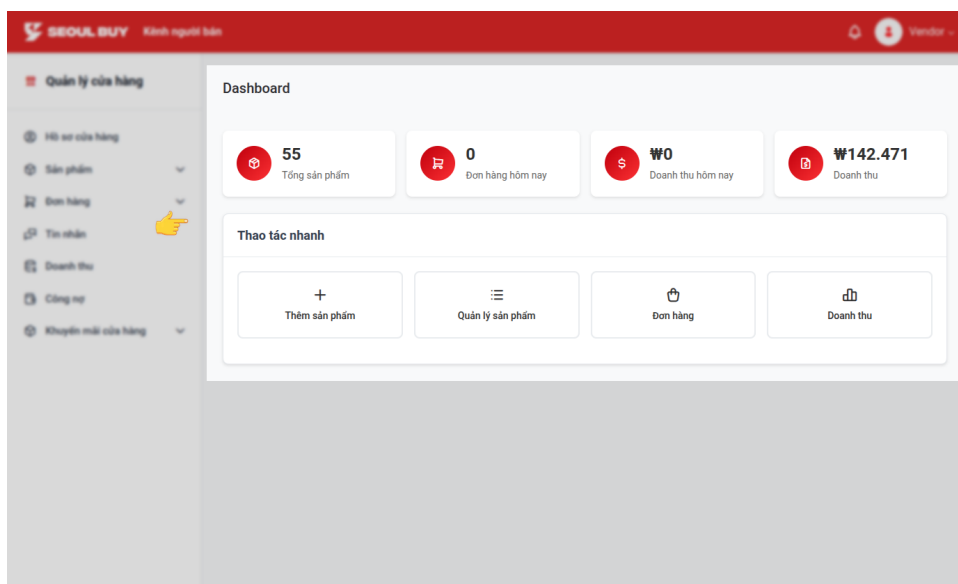 SEOUL BUY Kênh người bán
Vendor
Quản lý cửa hàng
Hồ sơ cửa hàng
Sản phẩm
Đơn hàng
Tin nhắn
Doanh thu
Công nợ
Khuyến mãi cửa hàng
Dashboard
55
Tổng sản phẩm
0
Đơn hàng hôm nay
₩0
Doanh thu hôm nay
₩142.471
Doanh thu
Thao tác nhanh
Thêm sản phẩm
Quản lý sản phẩm
Đơn hàng
Doanh thu